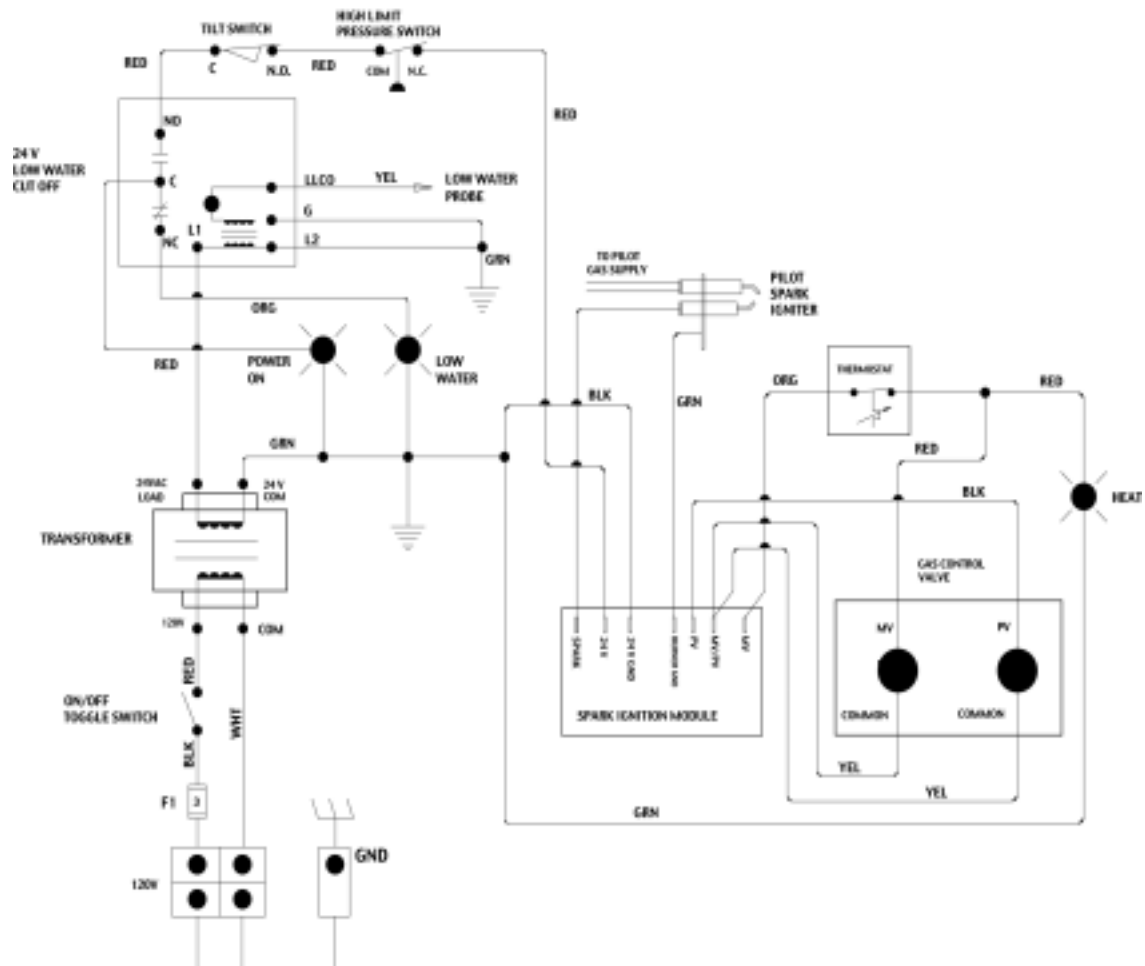 HIGH LIMIT
PRESSURE SWITCH
TILT SWITCH
RED
C
N.O.
RED
COM
N.C.
RED
24 V
LOW WATER
CUT OFF
NO
C
NC
L1
LLCO
YEL
LOW WATER
PROBE
G
L2
GRN
ORG
RED
POWER
ON
LOW
WATER
TO PILOT
GAS SUPPLY
PILOT
SPARK
IGNITER
BLK
GRN
ORG
THERMOSTAT
RED
RED
BLK
HEAT
GRN
24VAC
LOAD
24 V
COM
TRANSFORMER
120V
COM
RED
ON/OFF
TOGGLE SWITCH
WHT
BLK
F1
3
120V
GND
SPARK
24 V
24 V GND
BURNER GND
PV
MV/PV
MV
SPARK IGNITION MODULE
GAS CONTROL
VALVE
MV
PV
COMMON
COMMON
YEL
YEL
GRN